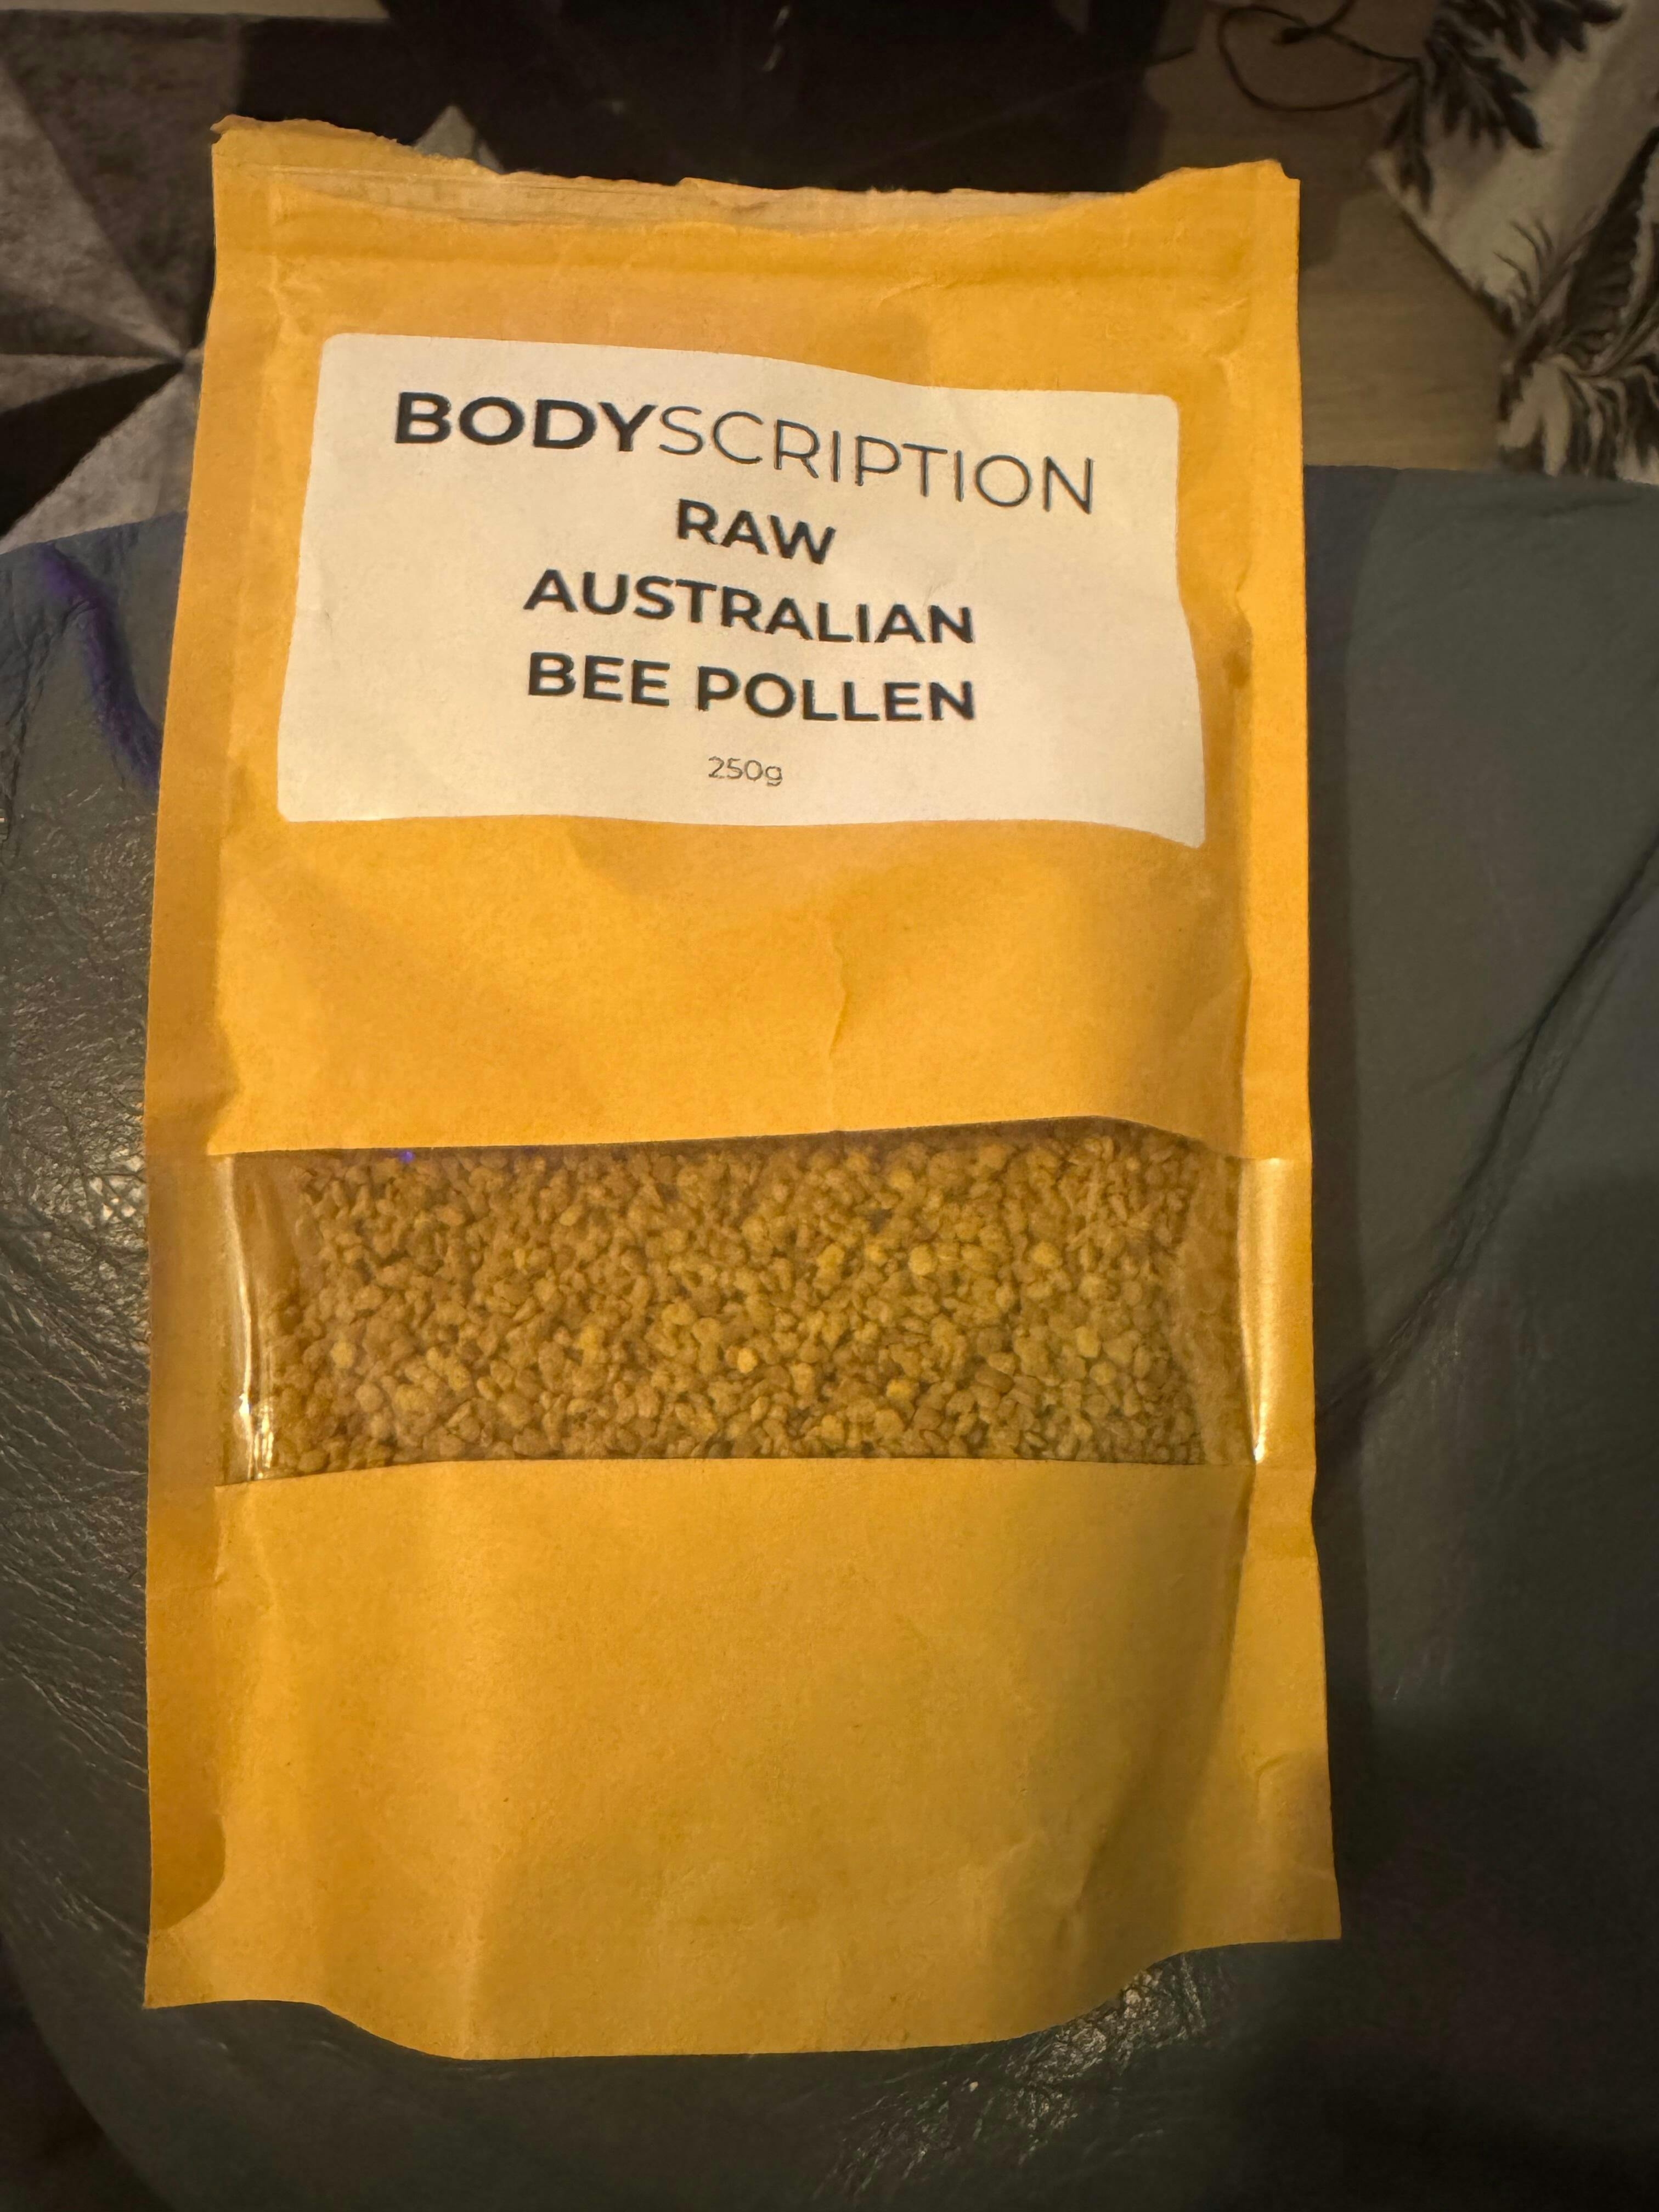 BODYSCRIPTION
RAW
AUSTRALIAN
BEE POLLEN
250g